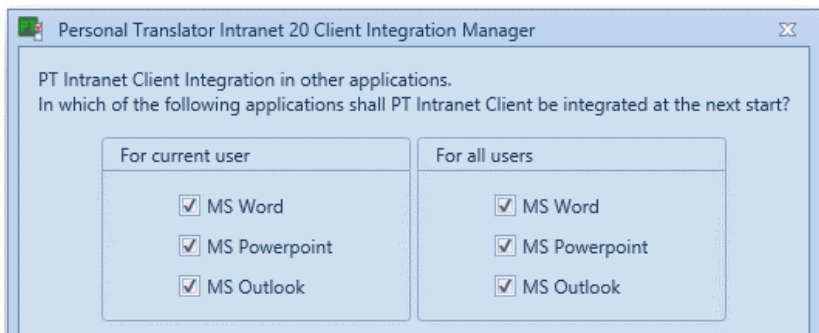 Personal Translator Intranet 20 Client Integration Manager
PT Intranet Client Integration in other applications.
In which of the following applications shall PT Intranet Client be integrated at the next start?
For current user
MS Word
MS Powerpoint
MS Outlook
For all users
MS Word
MS Powerpoint
MS Outlook